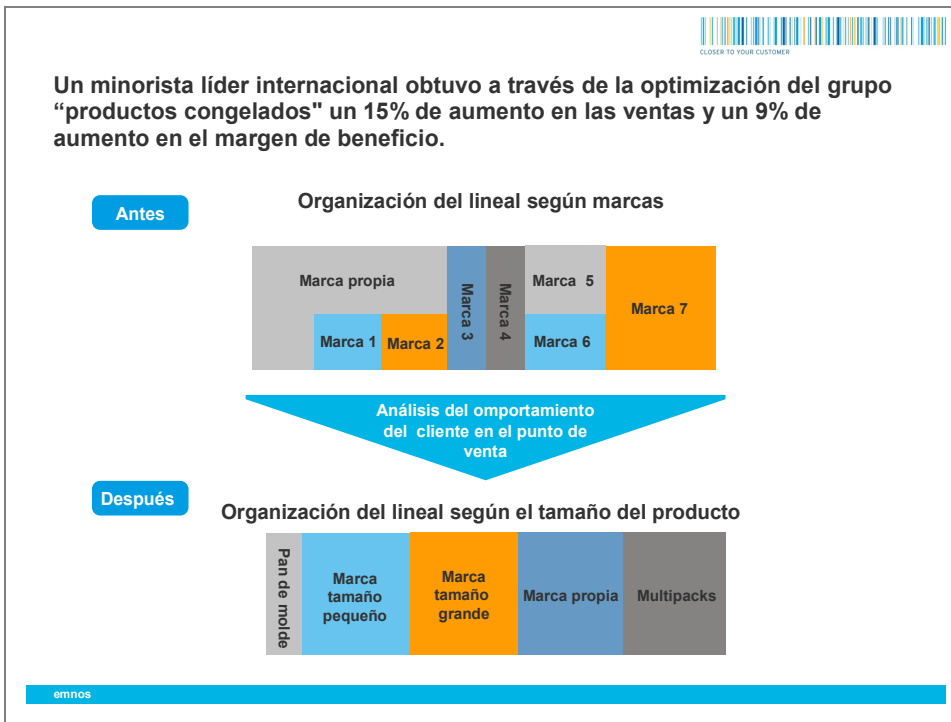 CLOSER TO YOUR CUSTOMER
Un minorista líder internacional obtuvo a través de la optimización del grupo
“productos congelados" un 15% de aumento en las ventas y un 9% de
aumento en el margen de beneficio.
Antes
Organización del lineal según marcas
Marca propia
Marca 1
Marca 2
Marca 3
Marca 4
Marca 5
Marca 6
Marca 7
Análisis del omportamiento
del cliente en el punto de
venta
Después
Organización del lineal según el tamaño del producto
Pan de molde
Marca
tamaño
pequeño
Marca
tamaño
grande
Marca propia
Multipacks
emnos